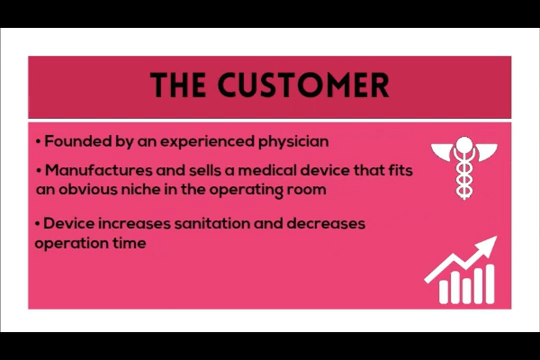 THE CUSTOMER
• Founded by an experienced physician
• Manufactures and sells a medical device that fits
an obvious niche in the operating room
• Device increases sanitation and decreases
operation time